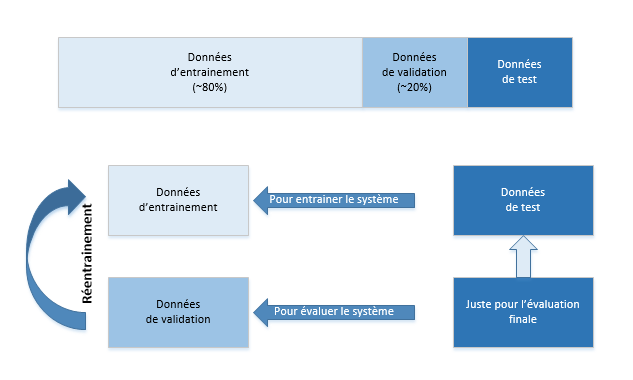 Données
d’entrainement
(~80%)
Données
de validation
(~20%)
Données
de test
Données
d’entrainement
Pour entrainer le système
Données
de test
Réentrainement
Données
de validation
Pour évaluer le système
Juste pour l’évaluation
finale